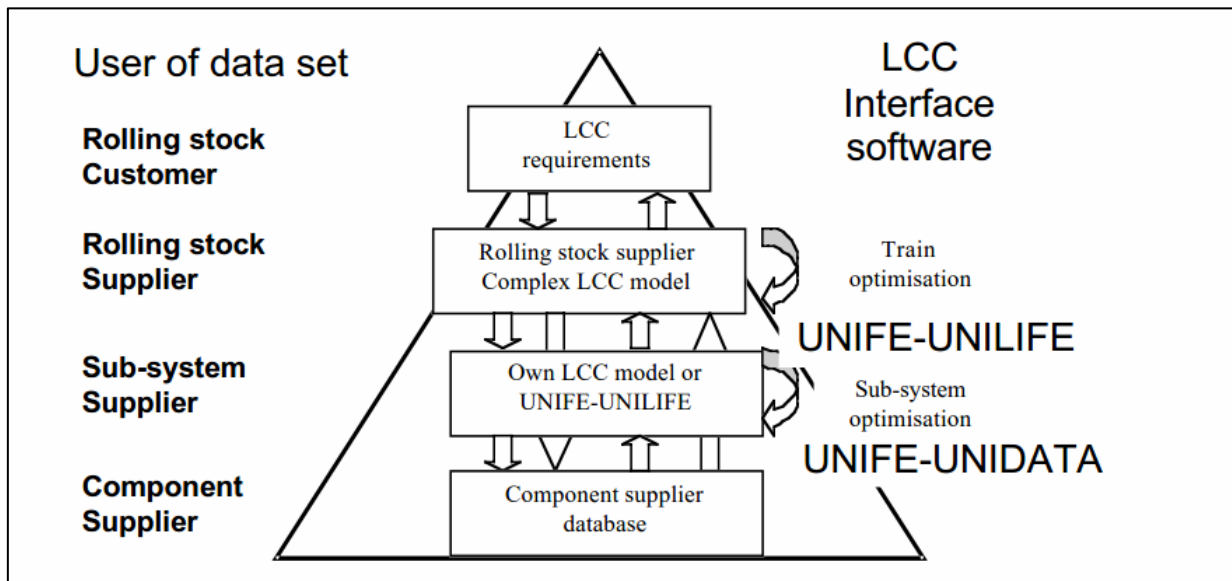 User of data set
LCC
Interface
software
Rolling stock
Customer
LCC
requirements
Rolling stock
Supplier
Rolling stock supplier
Complex LCC model
Train
optimisation
UNIFE-UNILIFE
Sub-system
Supplier
Own LCC model or
UNIFE-UNILIFE
Sub-system
optimisation
UNIFE-UNIDATA
Component
Supplier
Component supplier
database